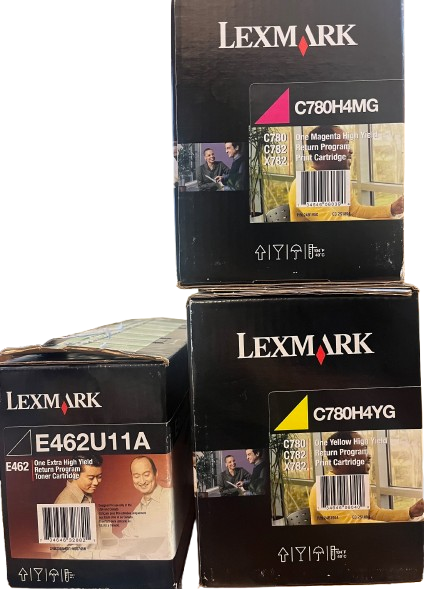 LEXMARK
C780H4MG
C780 One Magenta High Yield
C782 Return Program
X782 Print Cartridge
LEXMARK
C780H4YG
C780 One Yellow High Yield
C782 Return Program
X782 Print Cartridge
LEXMARK
E462U11A
E462 One Extra High Yield
Return Program
Toner Cartridge